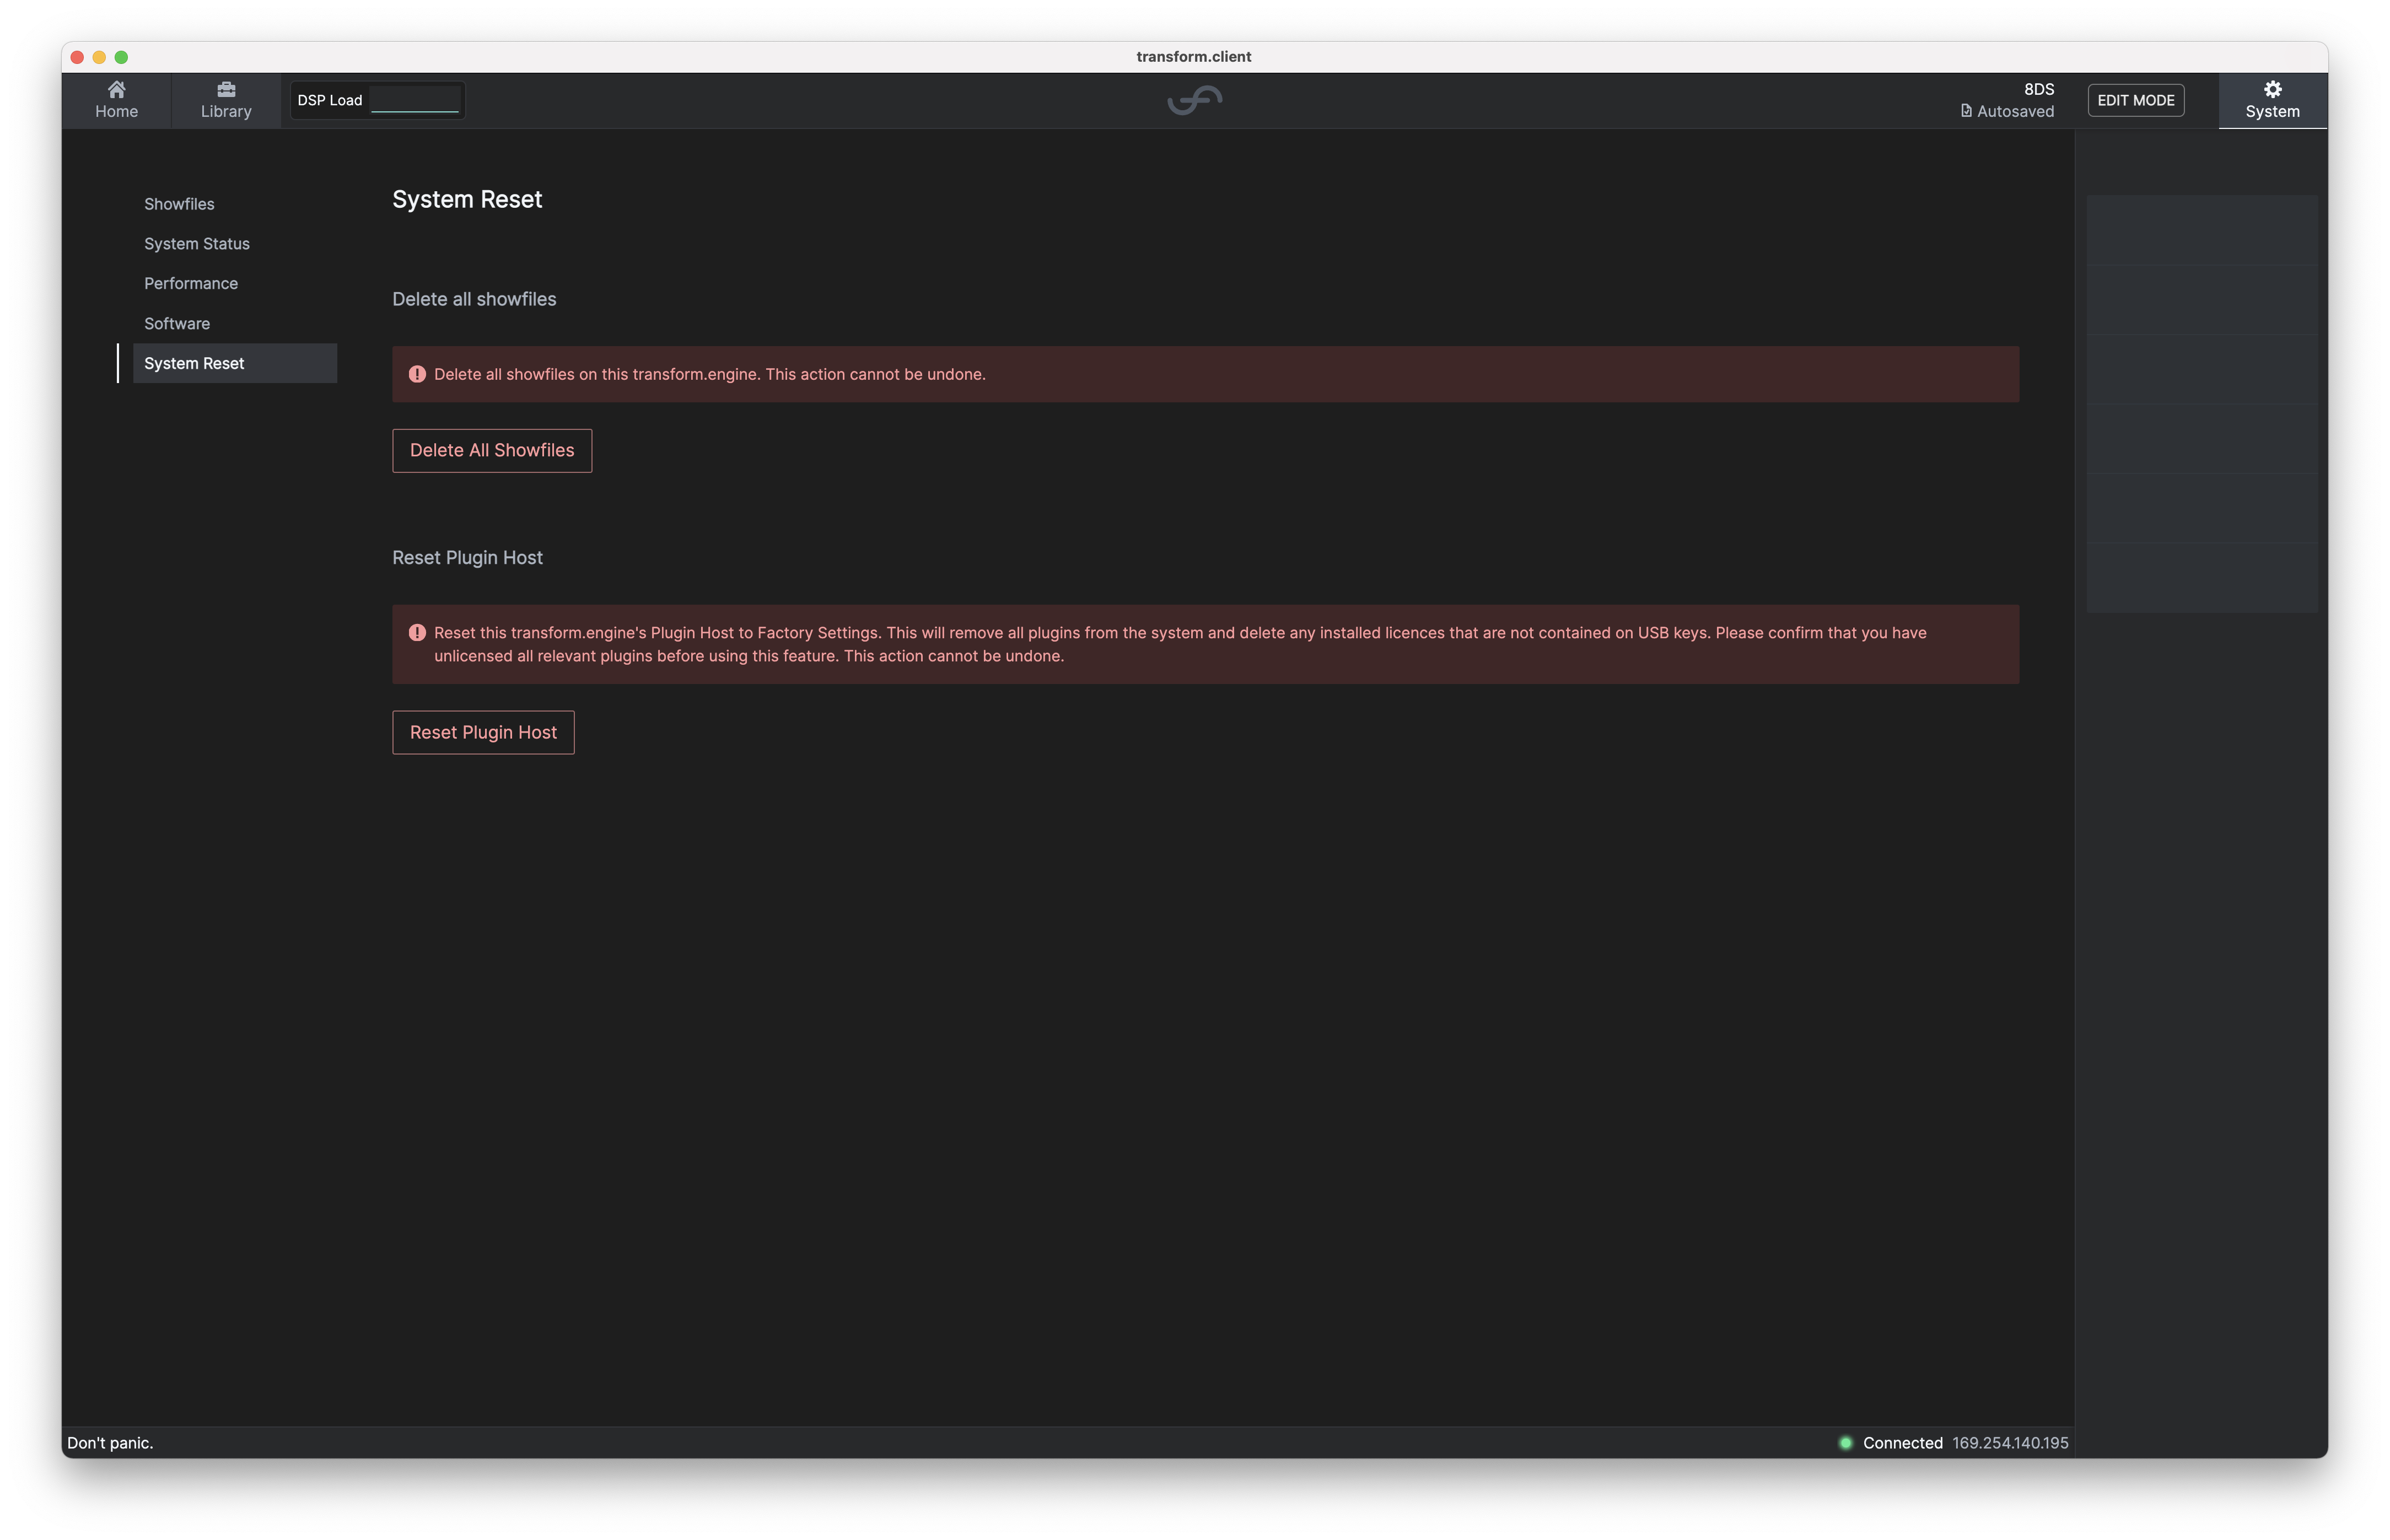 transform.client
Home
Library
DSP Load
8DS
Autosaved
EDIT MODE
System
Showfiles
System Status
Performance
Software
System Reset
System Reset
Delete all showfiles
Delete all showfiles on this transform.engine. This action cannot be undone.
Delete All Showfiles
Reset Plugin Host
Reset this transform.engine's Plugin Host to Factory Settings. This will remove all plugins from the system and delete any installed licences that are not contained on USB keys. Please confirm that you have
unlicensed all relevant plugins before using this feature. This action cannot be undone.
Reset Plugin Host
Don't panic.
Connected 169.254.140.195